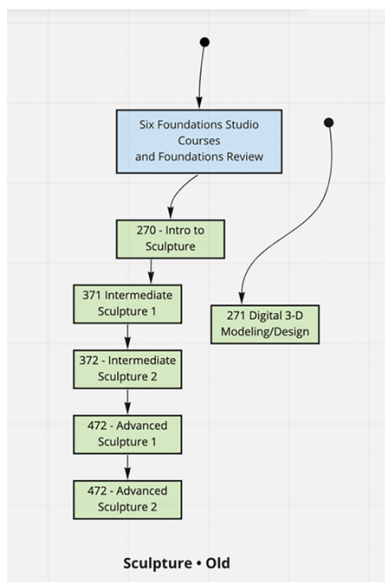 Six Foundations Studio
Courses
and Foundations Review
270 - Intro to
Sculpture
371 Intermediate
Sculpture 1
271 Digital 3-D
Modeling/Design
372 - Intermediate
Sculpture 2
472 - Advanced
Sculpture 1
472 - Advanced
Sculpture 2
Sculpture • Old